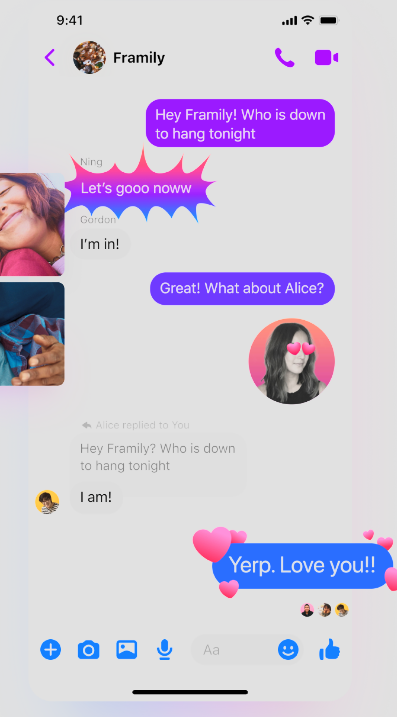 9:41
Framily
Hey Framily! Who is down
to hang tonight
Ning
Let's gooo noww
Gordon
I'm in!
Great! What about Alice?
Alice replied to You
Hey Framily? Who is down
to hang tonight
I am!
Yerp. Love you!!
Aa